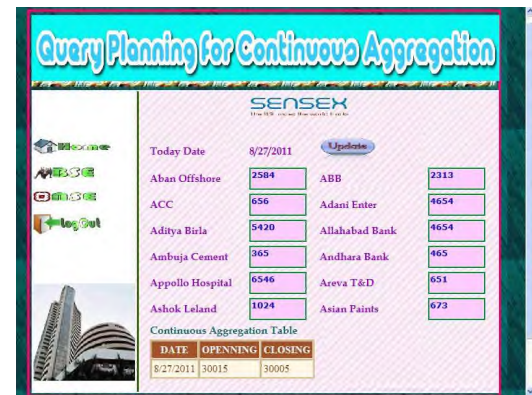 Query Planning for Continuous Aggregation
SENSEX
Home
Today Date 8/27/2011 Update
BSE
Aban Offshore 2584 ABB 2313
ACC 656 Adani Enter 4654
LogOut
Aditya Birla 5420 Allahabad Bank 4654
Ambuja Cement 365 Andhara Bank 465
Appollo Hospital 6546 Areva T&D 651
Ashok Leland 1024 Asian Paints 673
Continuous Aggregation Table
DATE OPENNING CLOSING
8/27/2011 30015 30005